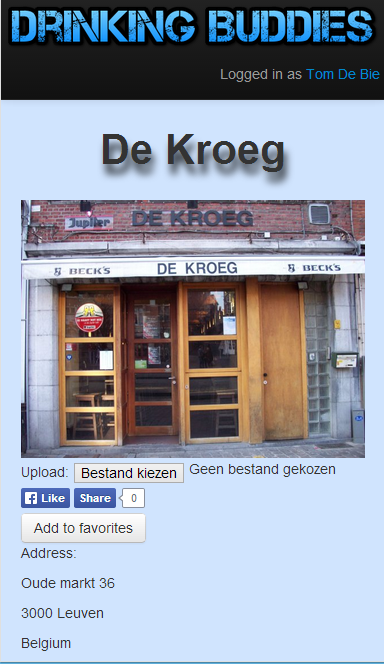 DRINKING BUDDIES
Logged in as Tom De Bie
De Kroeg
Jupiler DE KROEG
BECK'S DE KROEG BECK'S
Upload: Bestand kiezen Geen bestand gekozen
Like Share 0
Add to favorites
Address:
Oude markt 36
3000 Leuven
Belgium